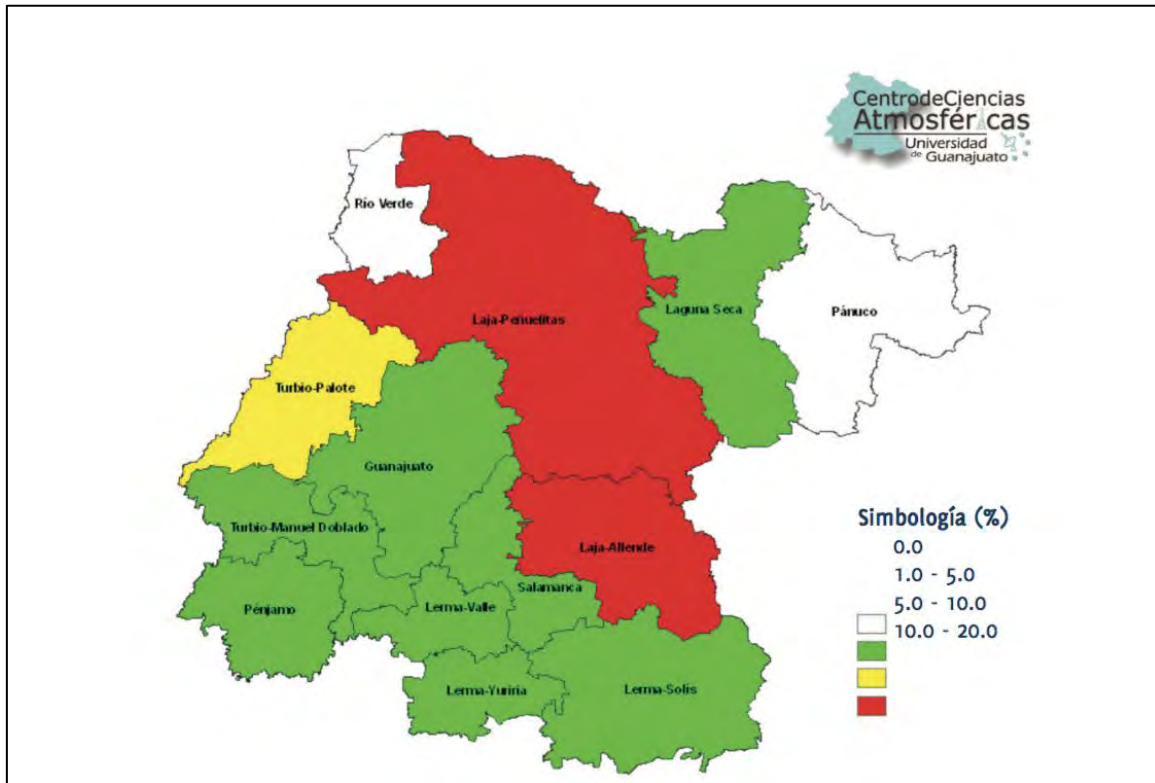 CentrodeCiencias
Atmosféricas
Universidad
de Guanajuato
Río Verde
Laja-Peñuelitas
Laguna Seca
Pánuco
Turbio-Palote
Guanajuato
Turbio-Manuel Doblado
Laja-Allende
Salamanca
Pénjamo
Lerma-Valle
Lerma-Yuriria
Lerma-Solís
Simbología (%)
0.0
1.0 - 5.0
5.0 - 10.0
10.0 - 20.0